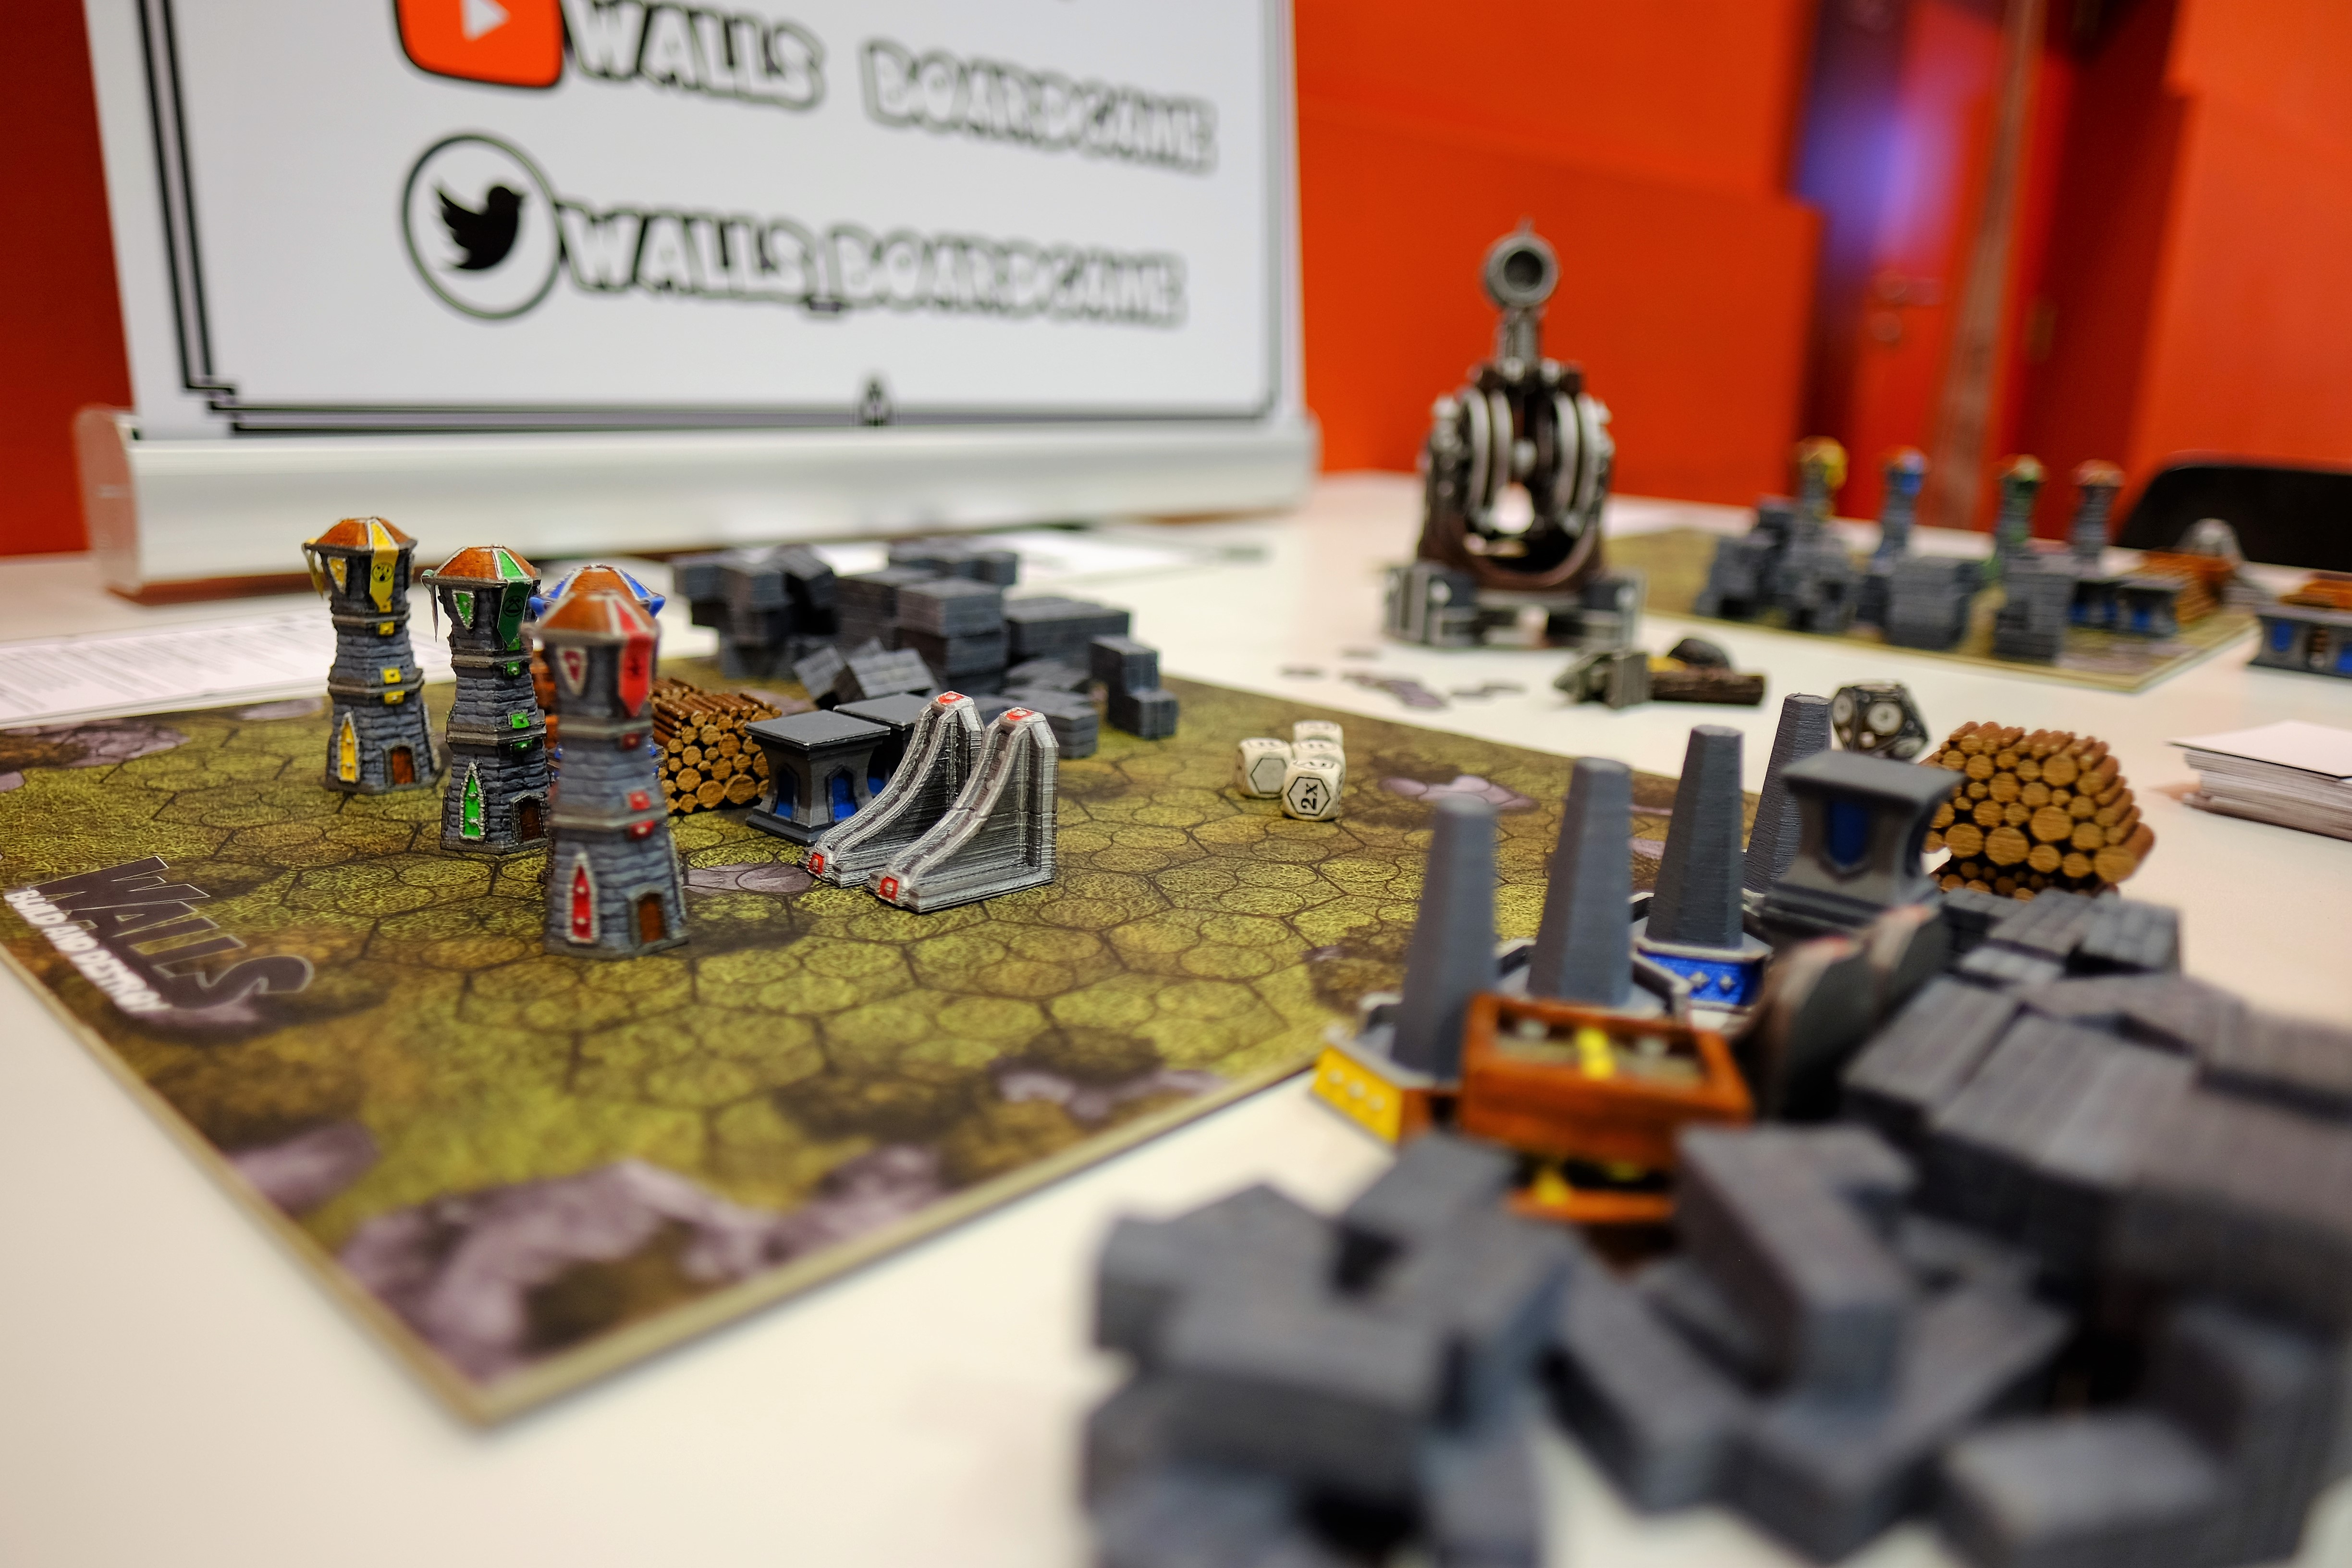 WALLS BOARDGAME
WALLS_BOARDGAME
WALLS
BUILD AND DESTROY
2x